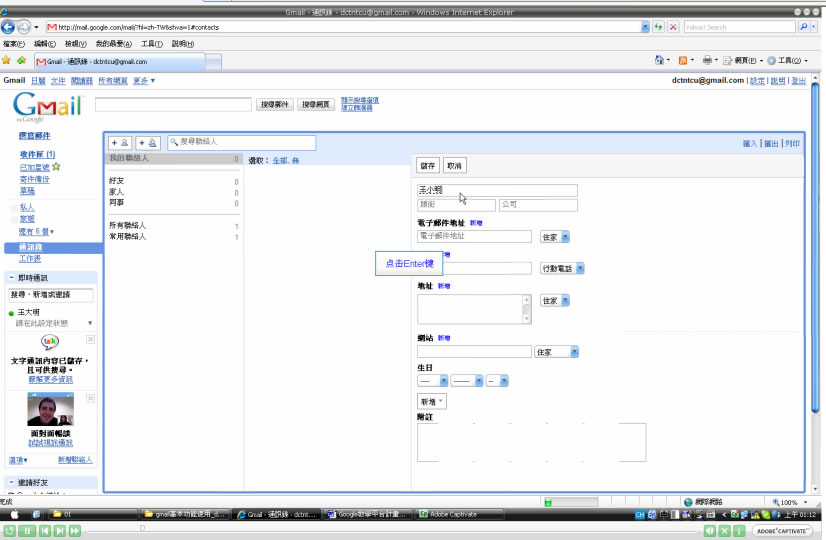 Gmail - 通訊錄 - dctntcu@gmail.com - Windows Internet Explorer
http://mail.google.com/mail/?hl=zh-TW&shva=1#contacts
Yahoo! Search
檔案(F) 編輯(E) 檢視(V) 我的最愛(A) 工具(T) 說明(H)
Gmail - 通訊錄 - dctntcu@gmail.com
網頁(P) 工具(O)
Gmail 日曆 文件 閱讀器 所有網頁 更多
dctntcu@gmail.com | 設定 | 說明 | 登出
Gmail
by Google
搜尋郵件 搜尋網頁
顯示搜尋選項
建立篩選器
撰寫郵件
收件匣 (1)
已加星號
寄件備份
草稿
私人
旅遊
還有 6 個
通訊錄
工作表
搜尋聯絡人
匯入 | 匯出 | 列印
我的聯絡人 0
好友 0
家人 0
同事 0
所有聯絡人 1
常用聯絡人 1
選取： 全部, 無
儲存 取消
王小明
頭銜 公司
電子郵件地址 新增
電子郵件地址 住家
点击Enter键
增
行動電話
地址 新增
住家
網站 新增
住家
生日
---- ------- --
新增
附註
- 即時通訊
搜尋、新增或邀請
王大明
請在此設定狀態
talk
文字通訊內容已儲存，
且可供搜尋。
瞭解更多資訊
面對面暢談
試試視訊通訊
選項 新增聯絡人
- 邀請好友
完成
網際網路
100%
01
gmail基本功能使用_d...
Gmail - 通訊錄 - dctnt...
Google教學平台計畫...
Adobe Captivate
CH
上午 01:12
ADOBE CAPTIVATE